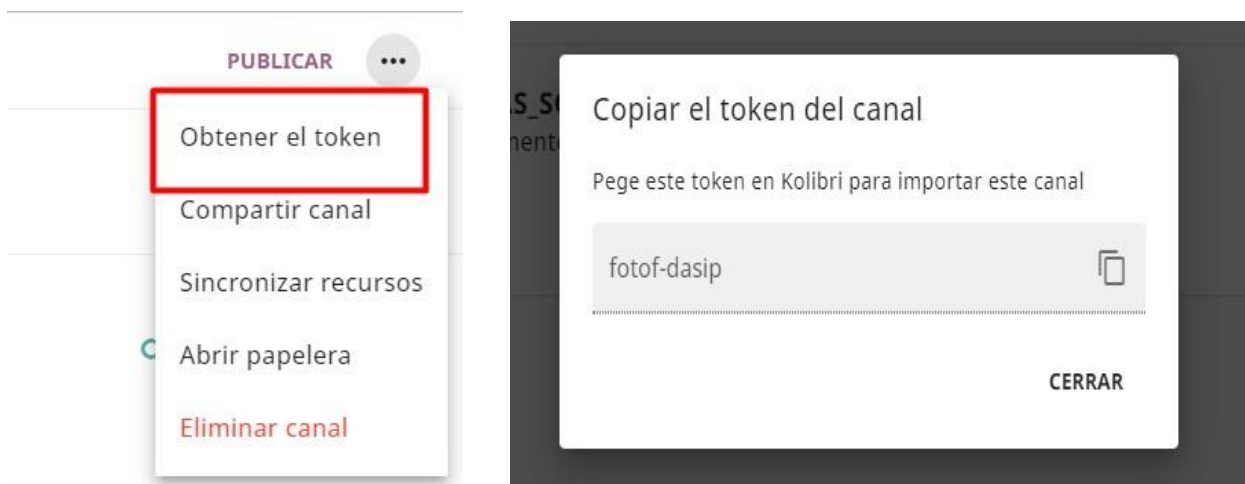 PUBLICAR
Obtener el token
Compartir canal
Sincronizar recursos
Abrir papelera
Eliminar canal
Copiar el token del canal
Pege este token en Kolibri para importar este canal
fotof-dasip
CERRAR